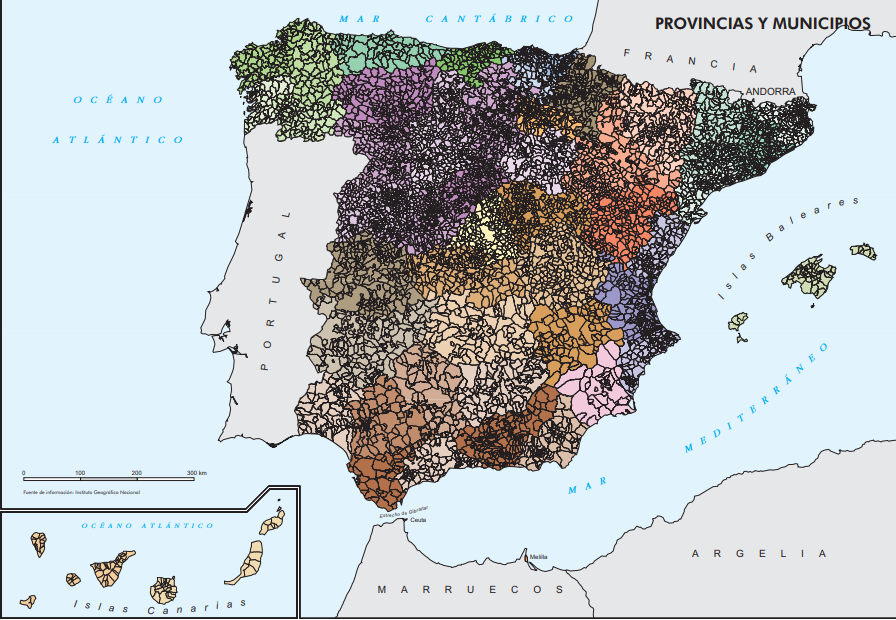 MAR CANTÁBRICO
PROVINCIAS Y MUNICIPIOS
FRANCIA
ANDORRA
OCÉANO
ATLÁNTICO
Islas Baleares
PORTUGAL
MAR MEDITERRÁNEO
0 100 200 300 km
Fuente de información: Instituto Geográfico Nacional
Estrecho de Gibraltar
Ceuta
OCÉANO ATLÁNTICO
Melilla
ARGELIA
MARRUECOS
Islas Canarias